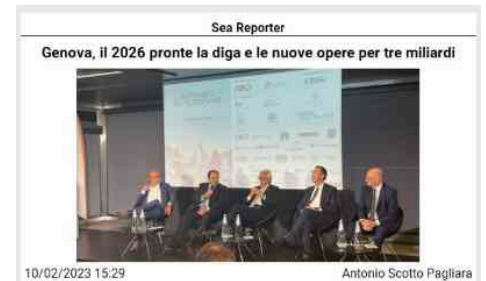 Sea Reporter
Genova, il 2026 pronte la diga e le nuove opere per tre miliardi
10/02/2023 15:29
Antonio Scotto Pagliara